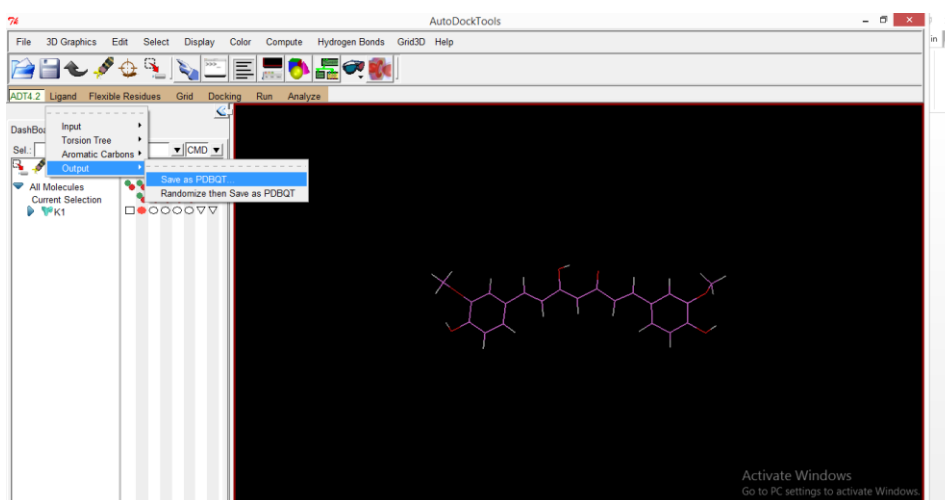 AutoDockTools
in
File 3D Graphics Edit Select Display Color Compute Hydrogen Bonds Grid3D Help
ADT4.2 Ligand Flexible Residues Grid Docking Run Analyze
DashBo
Input
Torsion Tree
Sel.:
Aromatic Carbons
CMD
Output
Save as PDBQT...
All Molecules
Randomize then Save as PDBQT
Current Selection
K1
Activate Windows
Go to PC settings to activate Windows.